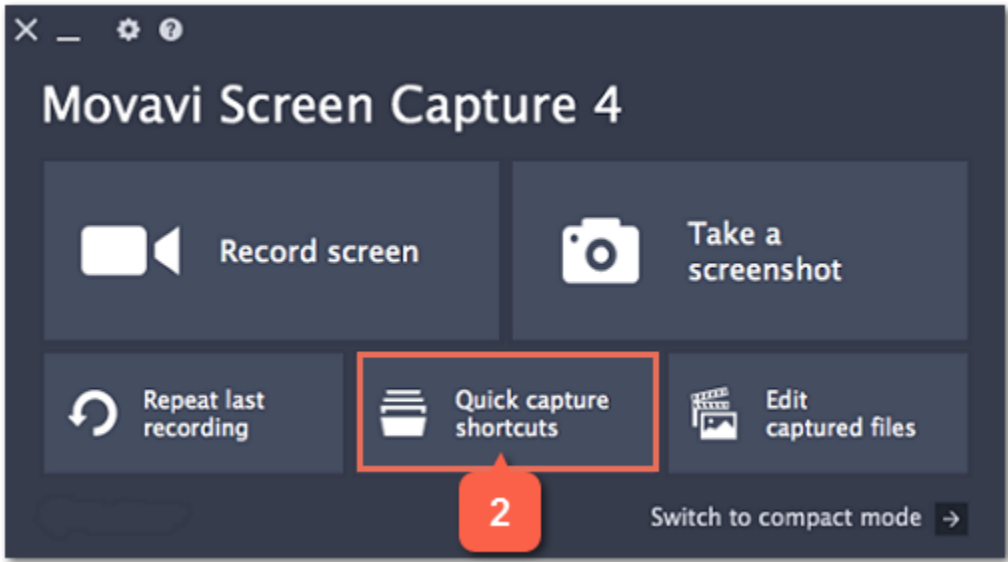 Movavi Screen Capture 4
Record screen
Take a
screenshot
Repeat last
recording
Quick capture
shortcuts
Edit
captured files
2
Switch to compact mode